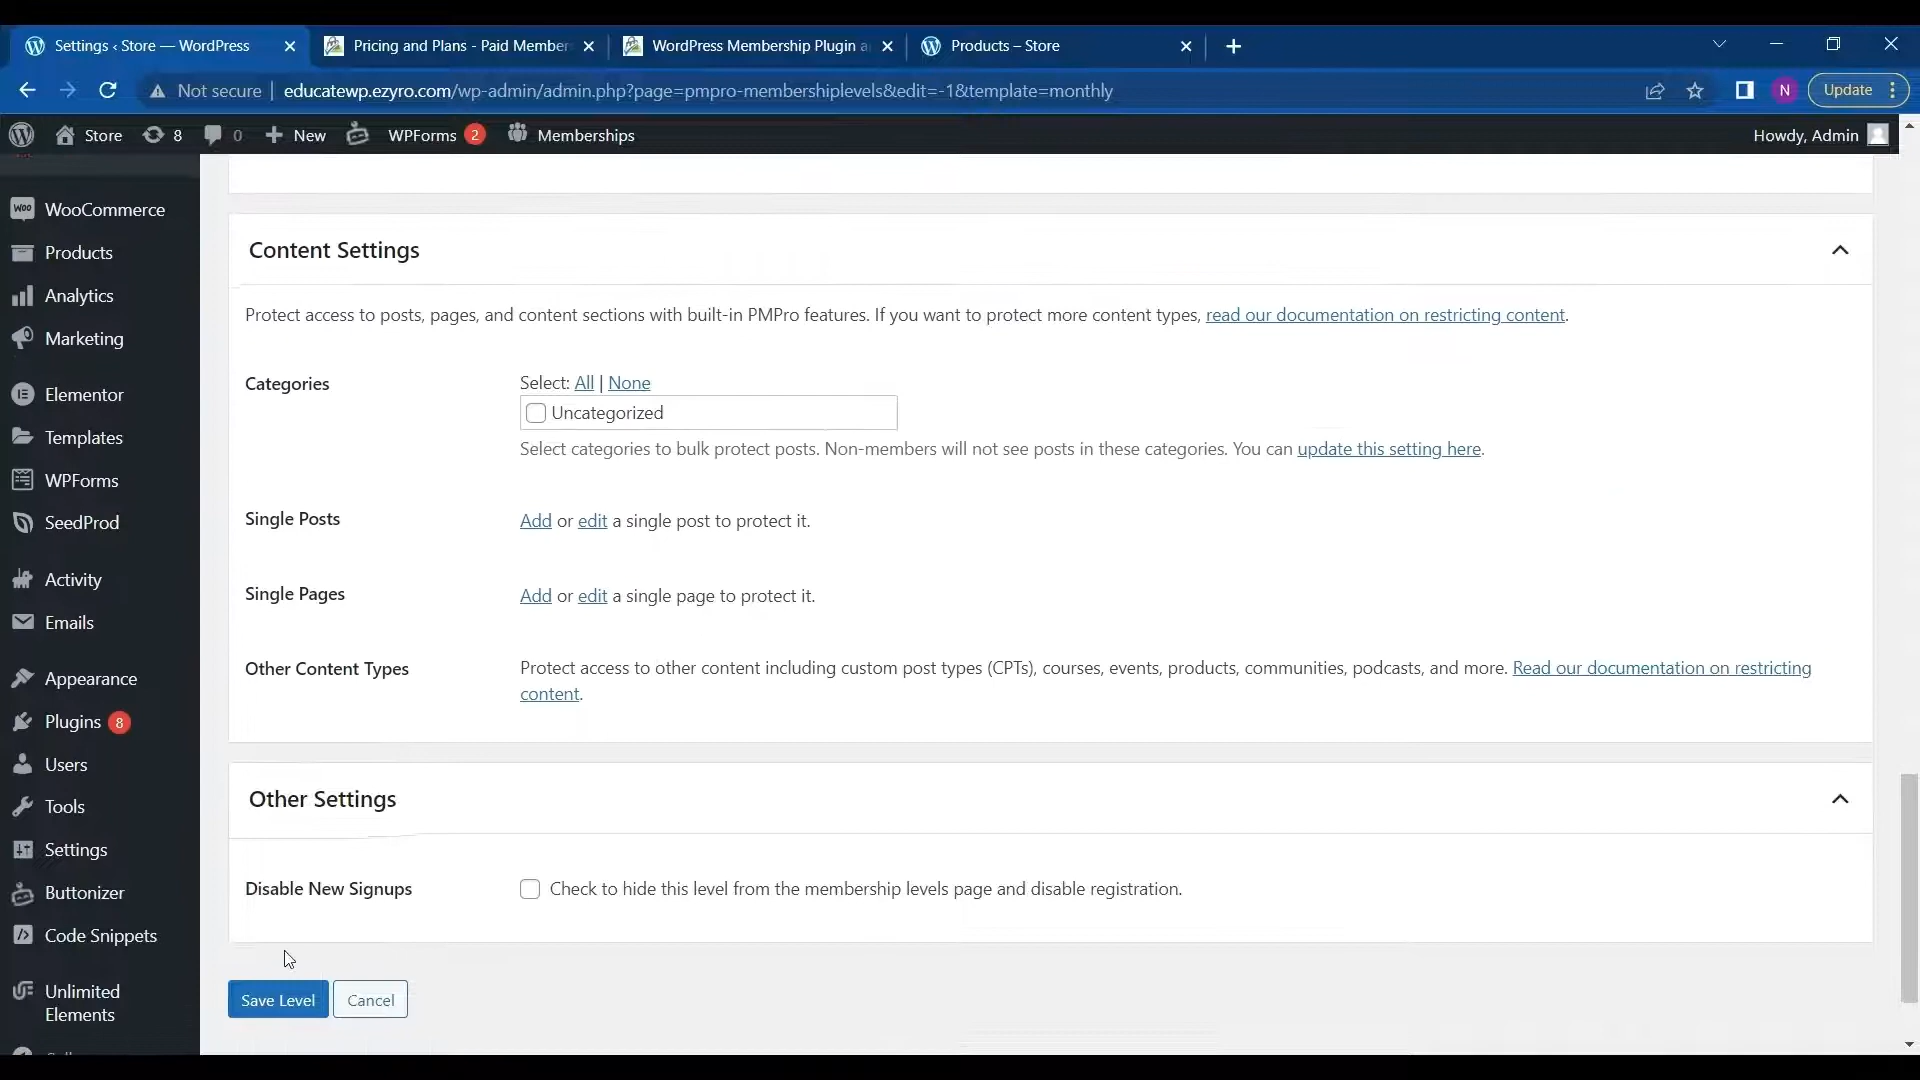 Settings ‹ Store — WordPress
Pricing and Plans - Paid Member
WordPress Membership Plugin a
Products – Store
Not secure
educatewp.ezyro.com/wp-admin/admin.php?page=pmpro-membershiplevels&edit=-1&template=monthly
N
Update
Store
8
0
New
WPForms 2
Memberships
Howdy, Admin
WooCommerce
Products
Analytics
Marketing
Elementor
Templates
WPForms
SeedProd
Activity
Emails
Appearance
Plugins 8
Users
Tools
Settings
Buttonizer
Code Snippets
Unlimited
Elements
Content Settings
Protect access to posts, pages, and content sections with built-in PMPro features. If you want to protect more content types, read our documentation on restricting content.
Categories
Select: All | None
Uncategorized
Select categories to bulk protect posts. Non-members will not see posts in these categories. You can update this setting here.
Single Posts
Add or edit a single post to protect it.
Single Pages
Add or edit a single page to protect it.
Other Content Types
Protect access to other content including custom post types (CPTs), courses, events, products, communities, podcasts, and more. Read our documentation on restricting
content.
Other Settings
Disable New Signups
Check to hide this level from the membership levels page and disable registration.
Save Level
Cancel